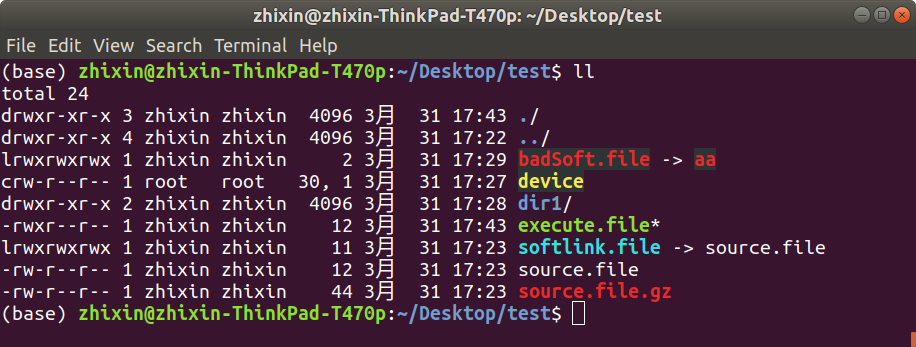 zhixin@zhixin-ThinkPad-T470p: ~/Desktop/test
File Edit View Search Terminal Help
(base) zhixin@zhixin-ThinkPad-T470p:~/Desktop/test$ ll
total 24
drwxr-xr-x 3 zhixin zhixin  4096 3月  31 17:43 ./
drwxr-xr-x 4 zhixin zhixin  4096 3月  31 17:22 ../
lrwxrwxrwx 1 zhixin zhixin     2 3月  31 17:29 badSoft.file -> aa
crw-r--r-- 1 root   root   30, 1 3月  31 17:27 device
drwxr-xr-x 2 zhixin zhixin  4096 3月  31 17:28 dir1/
-rwxr--r-- 1 zhixin zhixin    12 3月  31 17:43 execute.file*
lrwxrwxrwx 1 zhixin zhixin    11 3月  31 17:23 softlink.file -> source.file
-rw-r--r-- 1 zhixin zhixin    12 3月  31 17:23 source.file
-rw-r--r-- 1 zhixin zhixin    44 3月  31 17:23 source.file.gz
(base) zhixin@zhixin-ThinkPad-T470p:~/Desktop/test$